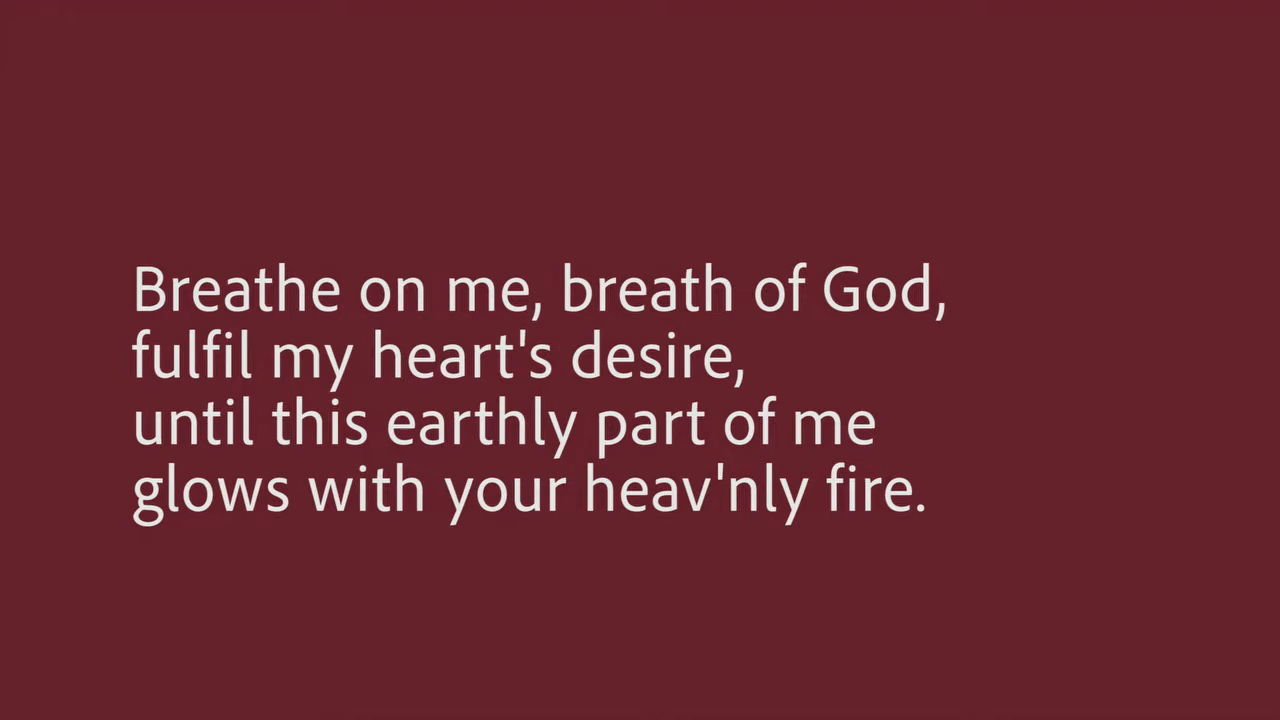 Breathe on me, breath of God,
fulfil my heart's desire,
until this earthly part of me
glows with your heav'nly fire.